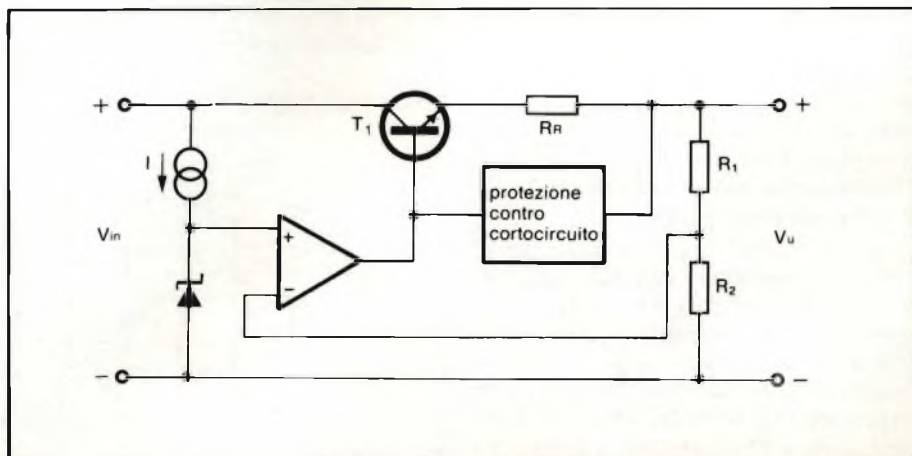 +
T1
RR
+
I
R1
protezione
contro
cortocircuito
Vin
+
Vu
−
R2
−
−